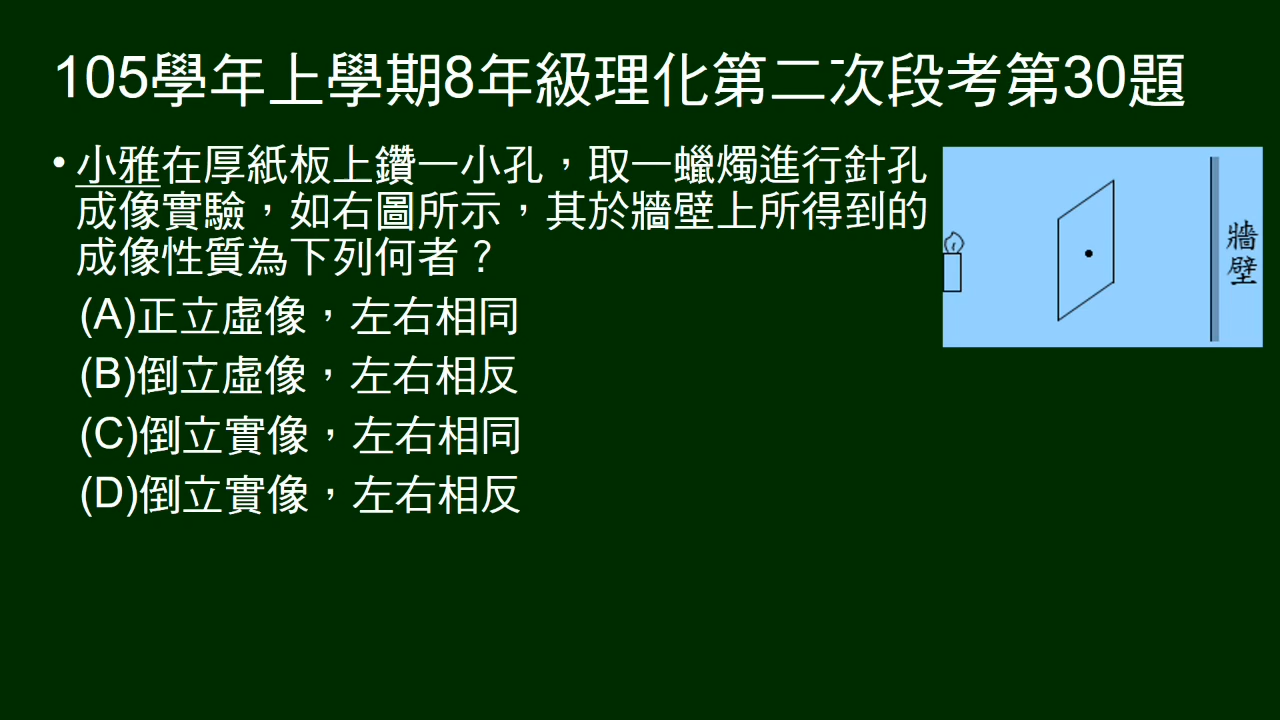 105學年上學期8年級理化第二次段考第30題
• 小雅在厚紙板上鑽一小孔，取一蠟燭進行針孔
成像實驗，如右圖所示，其於牆壁上所得到的
成像性質為下列何者？
(A)正立虛像，左右相同
(B)倒立虛像，左右相反
(C)倒立實像，左右相同
(D)倒立實像，左右相反
牆壁